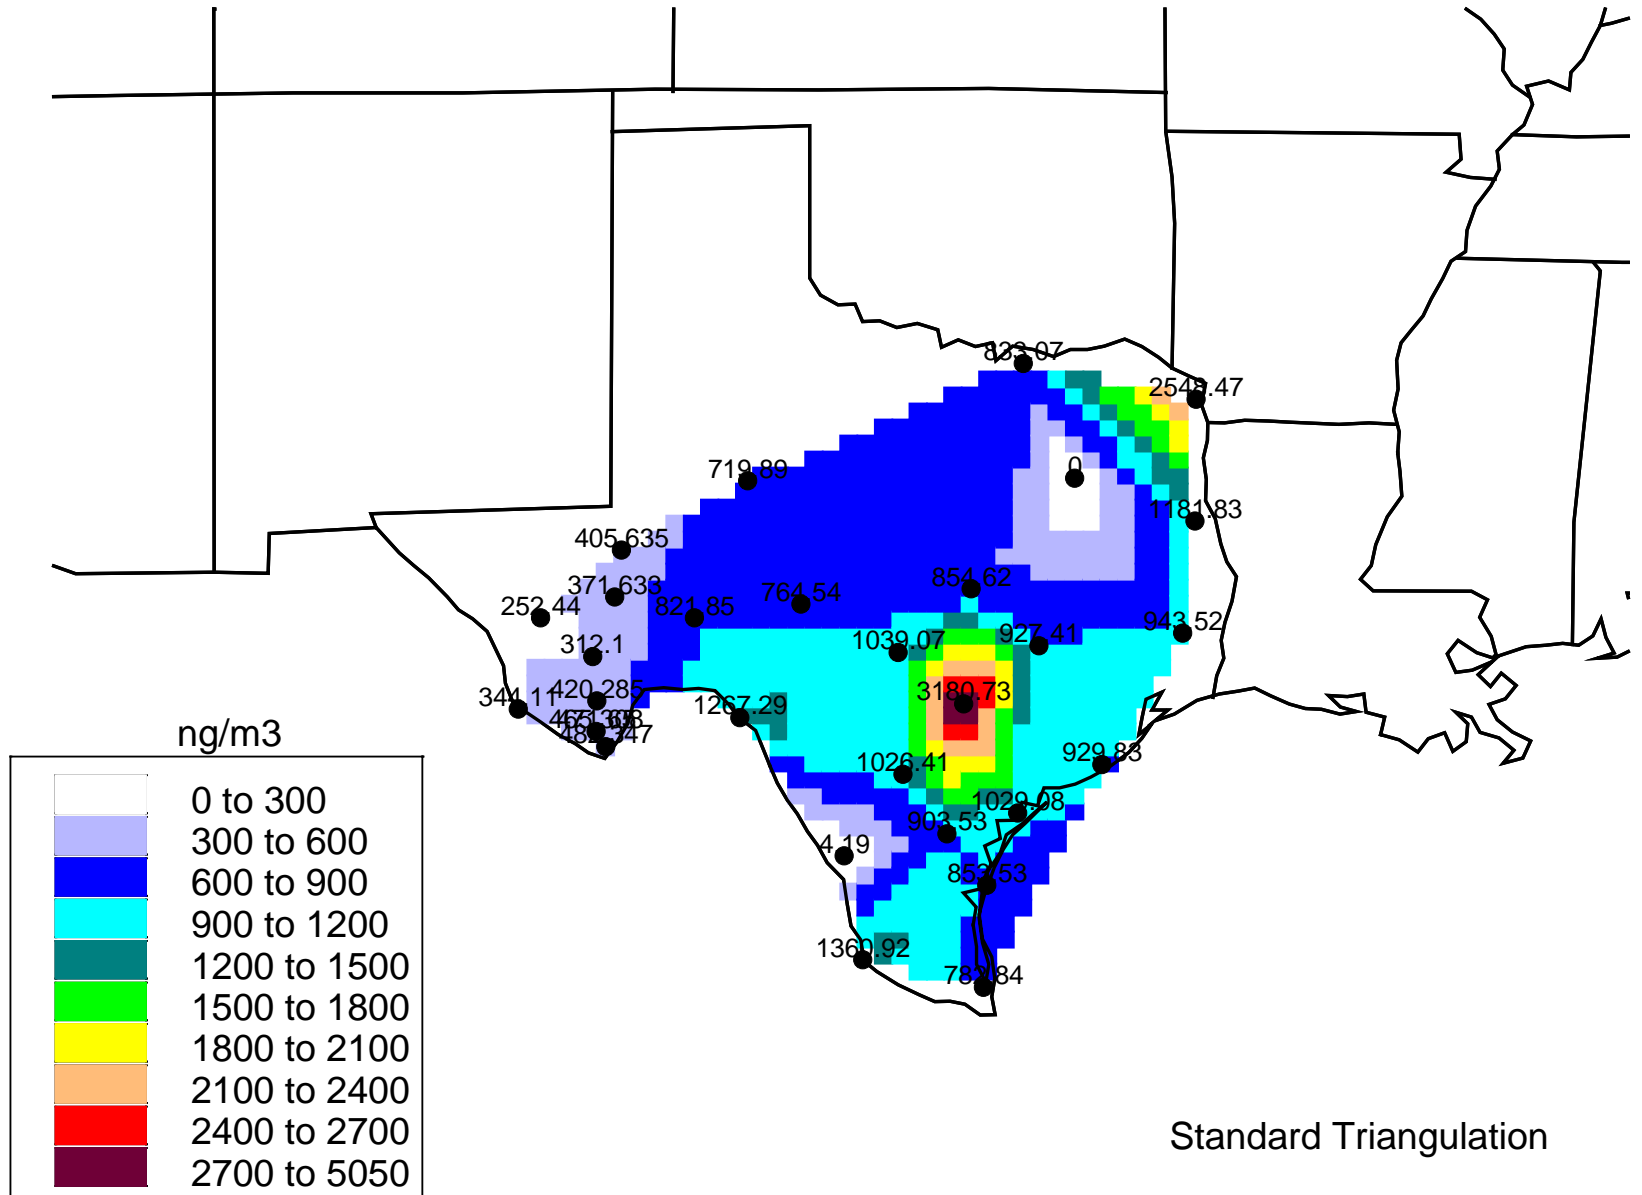 833.07
2548.47
719.89
0
1181.83
405.635
371.633
854.62
764.54
252.44
821.85
943.52
927.41
1039.07
312.1
420.285
3180.73
344.11
1267.29
ng/m3
929.83
1026.41
1029.08
903.53
4.19
853.53
1360.92
782.84
0 to 300
300 to 600
600 to 900
900 to 1200
1200 to 1500
1500 to 1800
1800 to 2100
2100 to 2400
2400 to 2700
2700 to 5050
Standard Triangulation